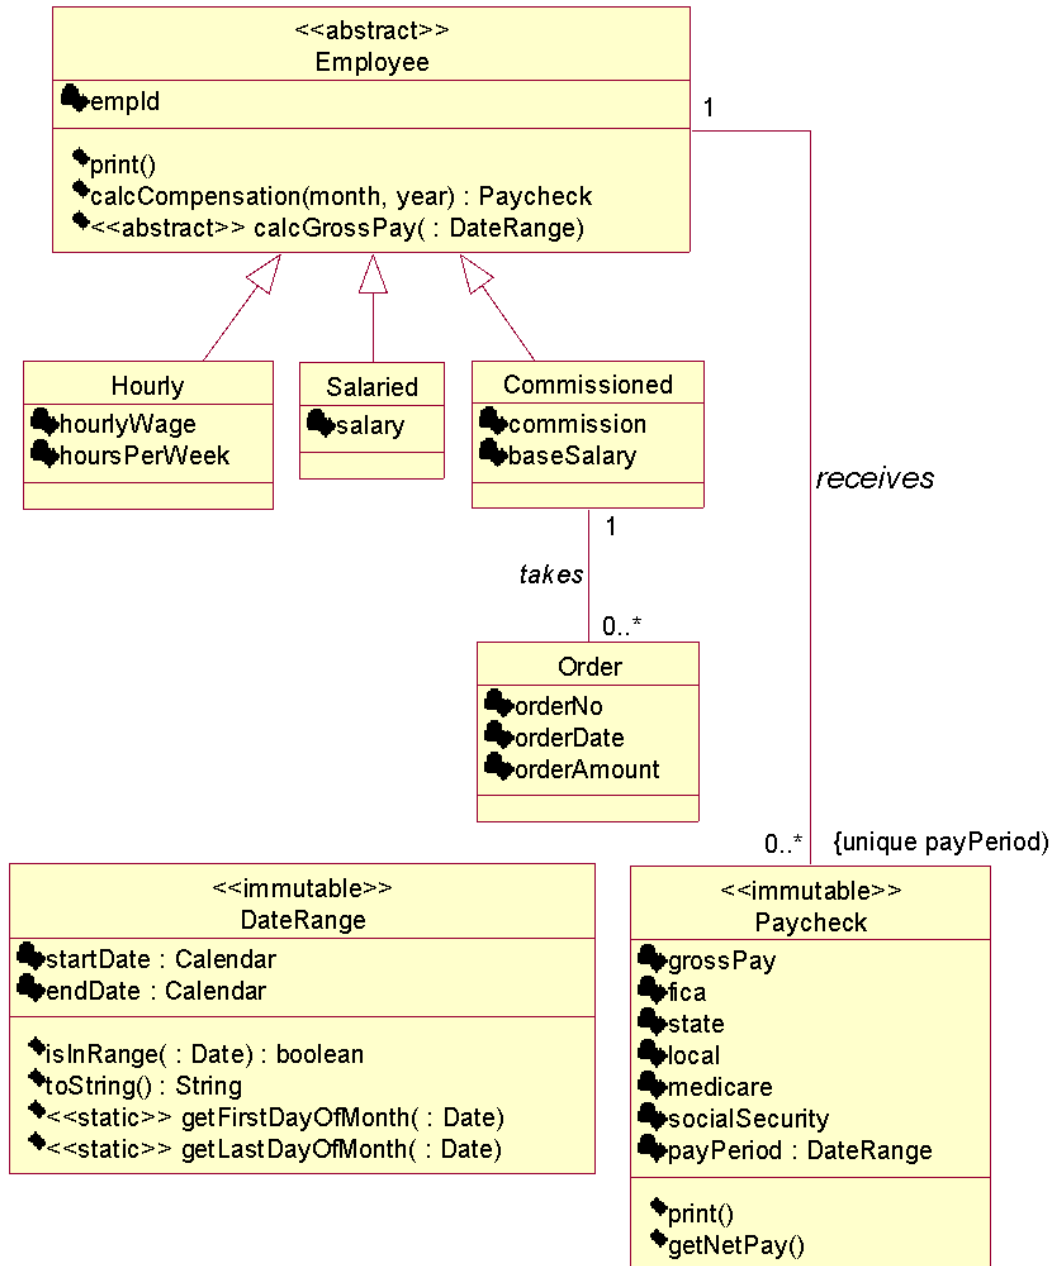 <<abstract>>
Employee
empId
print()
calcCompensation(month, year) : Paycheck
<<abstract>> calcGrossPay( : DateRange)
1
receives
Hourly
hourlyWage
hoursPerWeek
Salaried
salary
Commissioned
commission
baseSalary
1
takes
0..*
Order
orderNo
orderDate
orderAmount
0..*
{unique payPeriod)
<<immutable>>
DateRange
startDate : Calendar
endDate : Calendar
isInRange( : Date) : boolean
toString() : String
<<static>> getFirstDayOfMonth( : Date)
<<static>> getLastDayOfMonth( : Date)
<<immutable>>
Paycheck
grossPay
fica
state
local
medicare
socialSecurity
payPeriod : DateRange
print()
getNetPay()